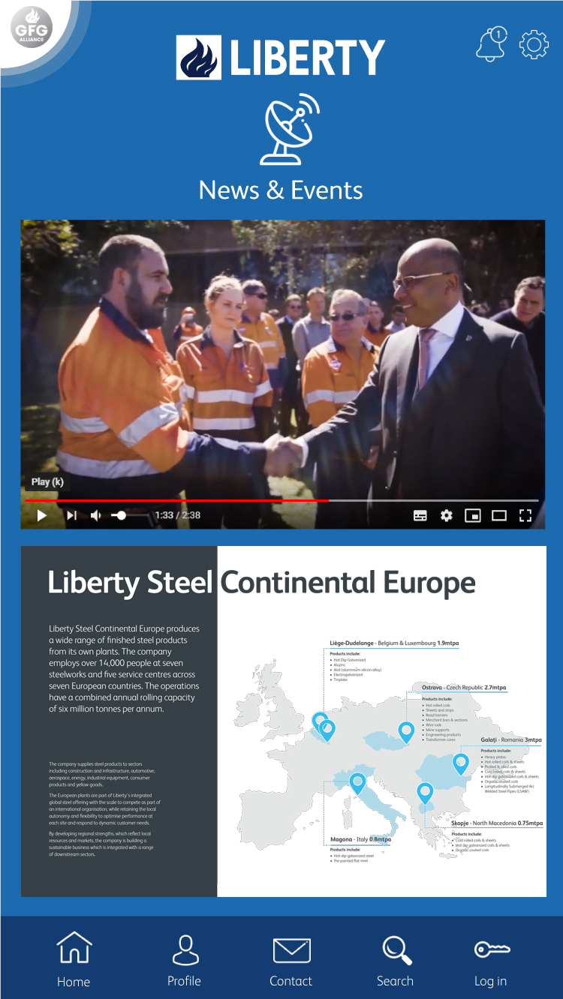 GFG
ALLIANCE
LIBERTY
1
News & Events
Play (k)
1:33 / 2:38
Liberty Steel Continental Europe
Liberty Steel Continental Europe produces
a wide range of finished steel products
from its own plants. The company
employs over 14,000 people at seven
steelworks and five service centres across
seven European countries. The operations
have a combined annual rolling capacity
of six million tonnes per annum.
The company supplies steel products to sectors
including construction and infrastructure, automotive,
aerospace, energy, industrial equipment, consumer
products and yellow goods.
The European plants are part of Liberty's integrated
global steel offering with the scale to compete as part of
an international organisation, while retaining the local
autonomy and flexibility to optimise performance at
each site and respond to dynamic customer needs.
By developing regional strengths, which reflect local
resources and markets, the company is building a
sustainable business which is integrated with a range
of downstream sectors.
Liège-Dudelange - Belgium & Luxembourg 1.9mtpa
Products include:
• Hot Dip Galvanized
• Aluzinc
• Alsil (aluminium-silicon alloy)
• Electrogalvanized
• Tinplate
Ostrava - Czech Republic 2.7mtpa
Products include:
• Hot rolled coils
• Sheets and strips
• Road barriers
• Merchant bars & sections
• Wire rods
• Mine supports
• Engineering products
• Transformer cores
Galați - Romania 3mtpa
Products include:
• Heavy plates
• Hot rolled coils & sheets
• Pickled & oiled coils
• Cold rolled coils & sheets
• Hot dip galvanized coils & sheets
• Organic coated coils
• Longitudinally Submerged Arc
Welded Steel Pipes (LSAW)
Skopje - North Macedonia 0.75mtpa
Products include:
• Cold rolled coils & sheets
• Hot dip galvanized coils & sheets
• Organic coated coils
Magona - Italy 0.8mtpa
Products include:
• Hot dip galvanized steel
• Pre painted flat steel
Home
Profile
Contact
Search
Log in